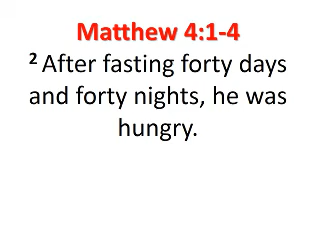 Matthew 4:1-4
2 After fasting forty days
and forty nights, he was
hungry.